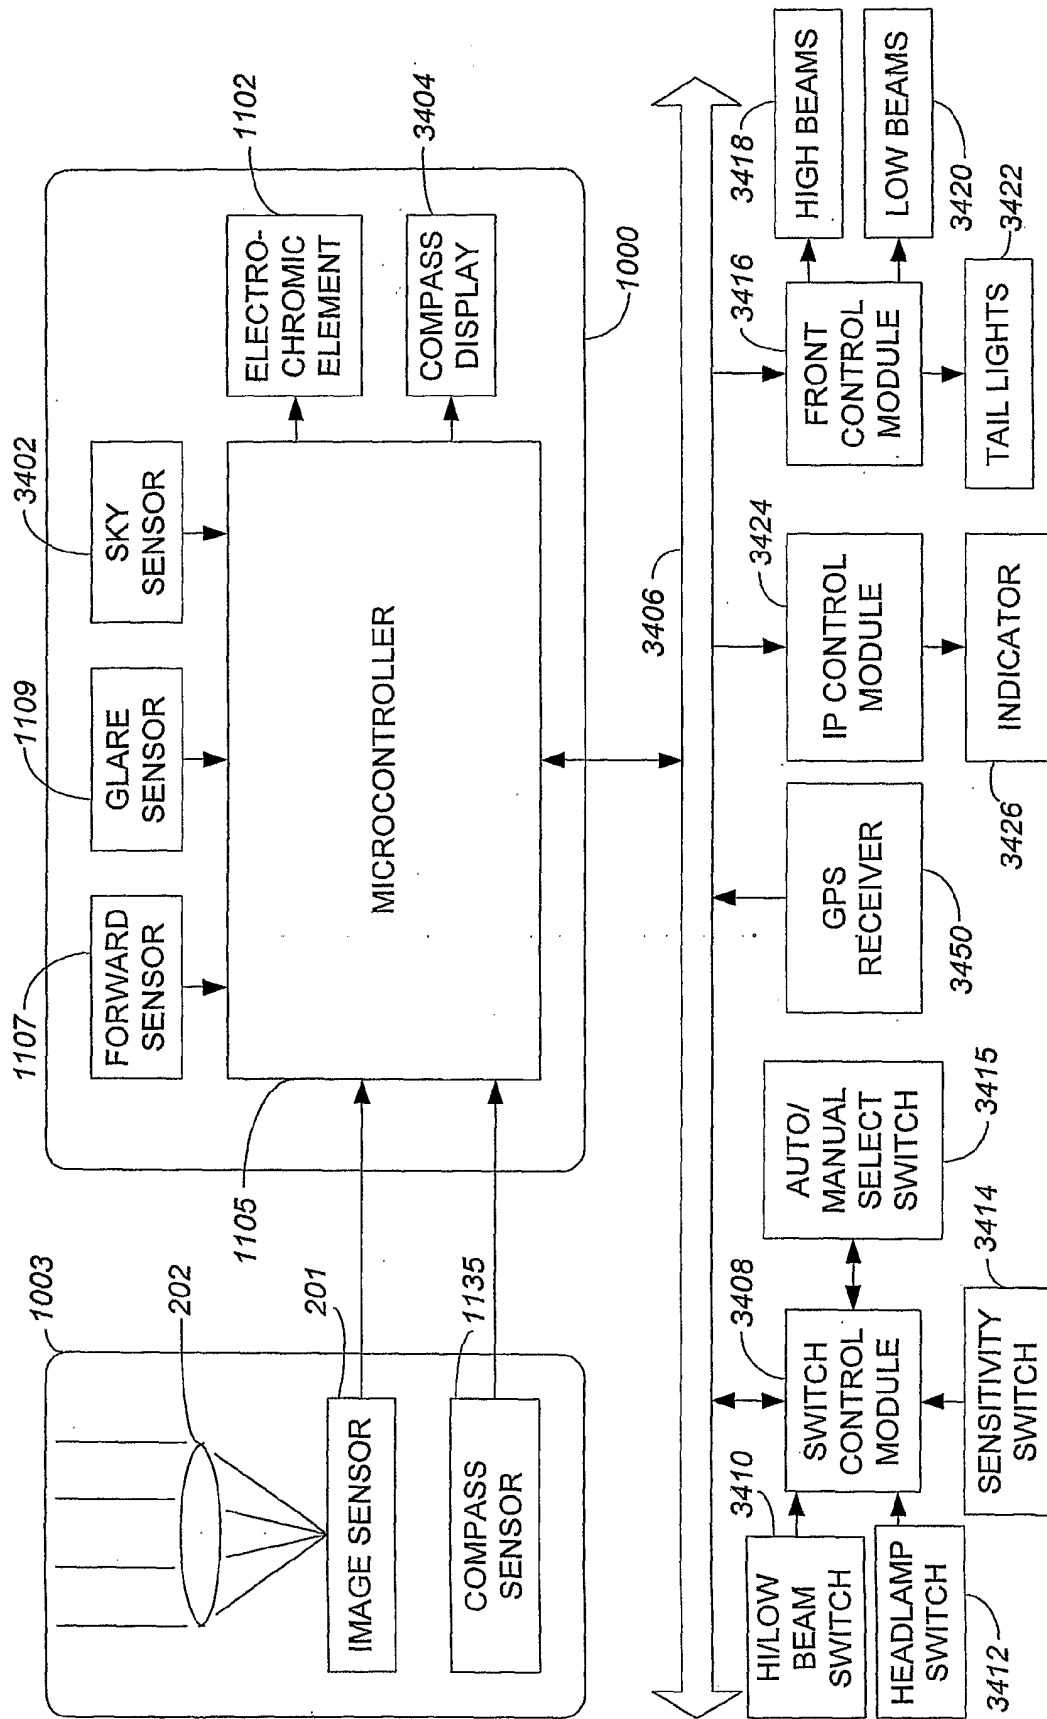 1003
202
201
IMAGE SENSOR
1135
COMPASS
SENSOR
1105
1107
FORWARD
SENSOR
1109
GLARE
SENSOR
3402
SKY
SENSOR
MICROCONTROLLER
1102
ELECTRO-
CHROMIC
ELEMENT
3404
COMPASS
DISPLAY
1000
3406
3410
HI/LOW
BEAM
SWITCH
HEADLAMP
SWITCH
3412
3408
SWITCH
CONTROL
MODULE
3414
SENSITIVITY
SWITCH
AUTO/
MANUAL
SELECT
SWITCH
3415
GPS
RECEIVER
3450
3424
IP CONTROL
MODULE
INDICATOR
3426
3416
FRONT
CONTROL
MODULE
3418
HIGH BEAMS
LOW BEAMS
3420
TAIL LIGHTS
3422